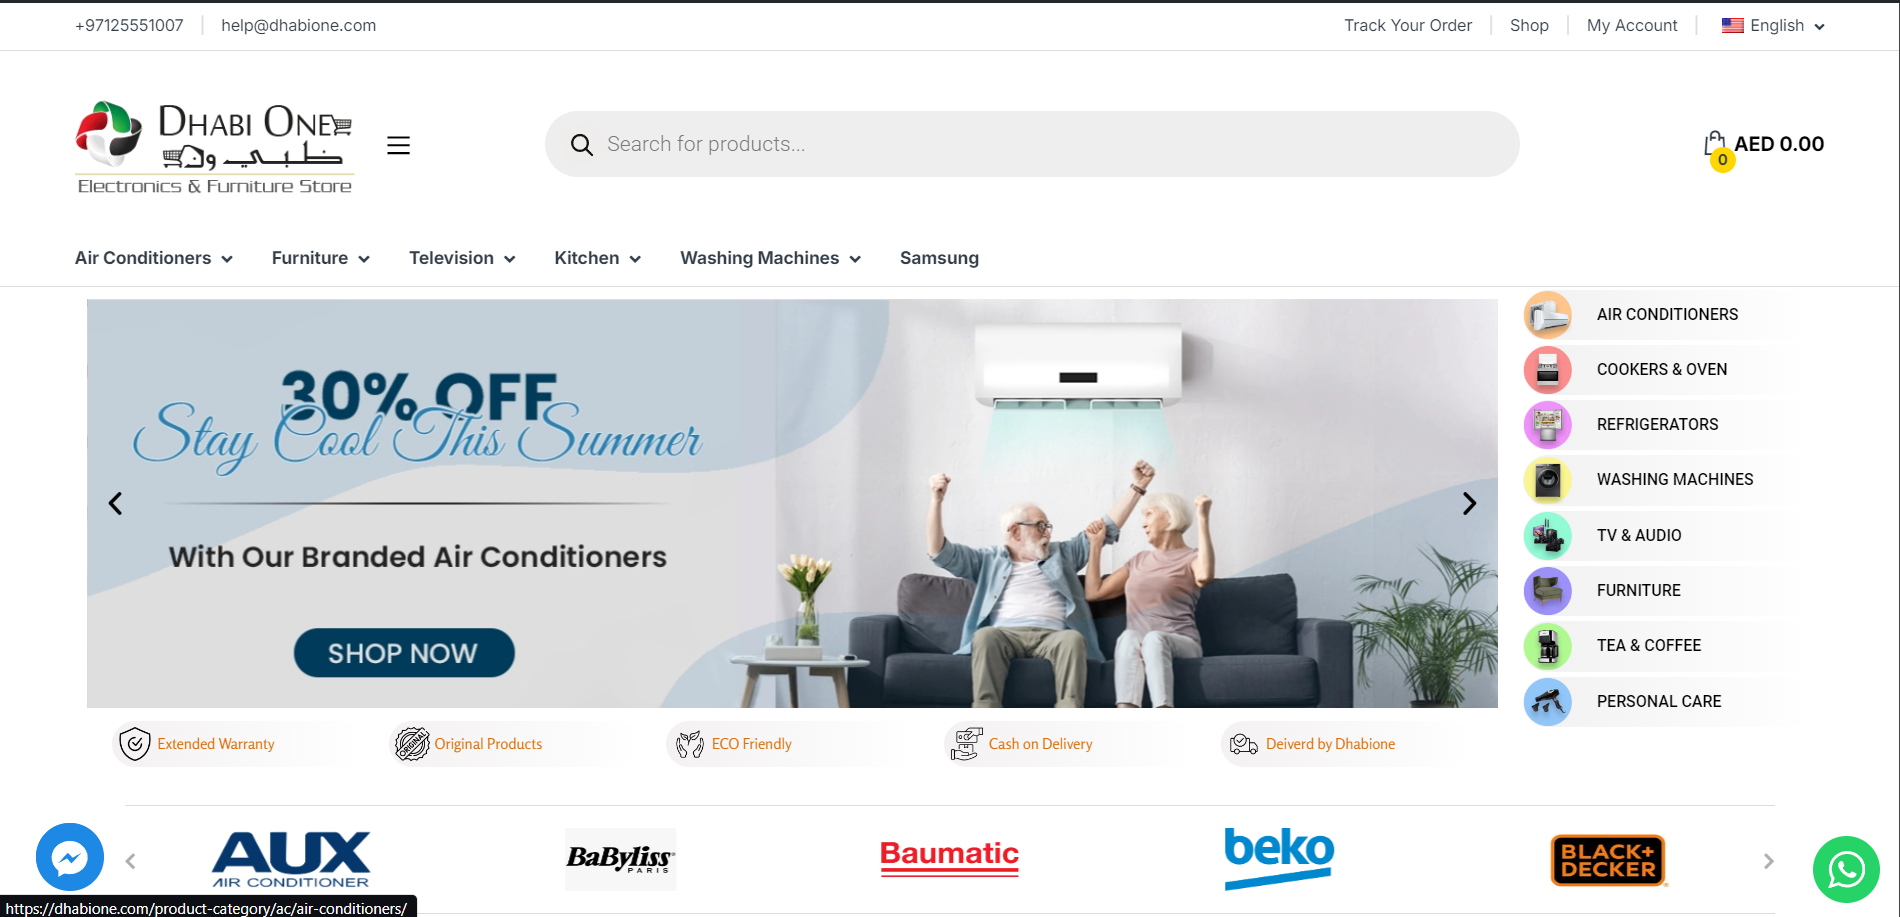 +97125551007
help@dhabione.com
Track Your Order
Shop
My Account
English
DHABI ONE
ظبي ون
Electronics & Furniture Store
Search for products...
0
AED 0.00
Air Conditioners
Furniture
Television
Kitchen
Washing Machines
Samsung
30% OFF
Stay Cool This Summer
With Our Branded Air Conditioners
SHOP NOW
AIR CONDITIONERS
COOKERS & OVEN
REFRIGERATORS
WASHING MACHINES
TV & AUDIO
FURNITURE
TEA & COFFEE
PERSONAL CARE
ORIGINAL
Extended Warranty
Original Products
ECO Friendly
Cash on Delivery
Deiverd by Dhabione
AUX
AIR CONDITIONER
BaByliss
PARIS
Baumatic
beko
BLACK+
DECKER
https://dhabione.com/product-category/ac/air-conditioners/